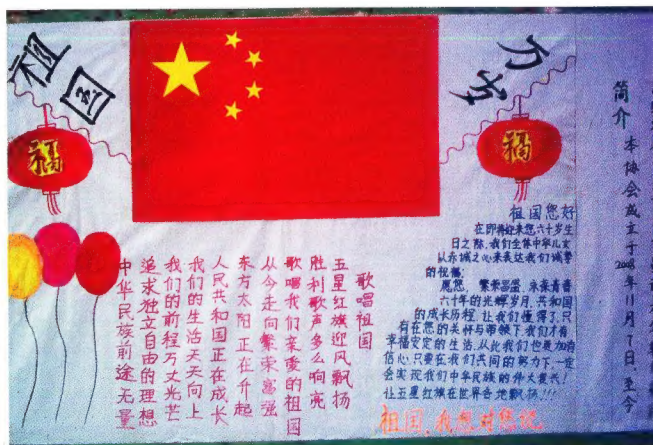 祖国
万岁
福
福
歌唱祖国
五星红旗迎风飘扬
胜利歌声多么响亮
歌唱我们亲爱的祖国
从今走向繁荣富强
东方太阳正在升起
人民共和国正在成长
我们的生活天天向上
我们的前程万丈光芒
追求独立自由的理想
中华民族前途无量
祖国您好
在即将迎来您六十岁生
日之际,我们全体中华儿女
以赤诚之心来表达我们诚挚
的祝福:
愿您,繁荣昌盛,永葆青春
六十年的光辉岁月,共和国
的成长历程,让我们懂得了,只
有在您的关怀与带领下,我们才有
幸福安定的生活,从此我们也更加有
信心,只要在我们共同的努力下,一定
会实现我们中华民族的伟大复兴!
让五星红旗在世界各地飘扬!!!
祖国,我想对您说
简介
本协会成立于2008年11月7日,至今